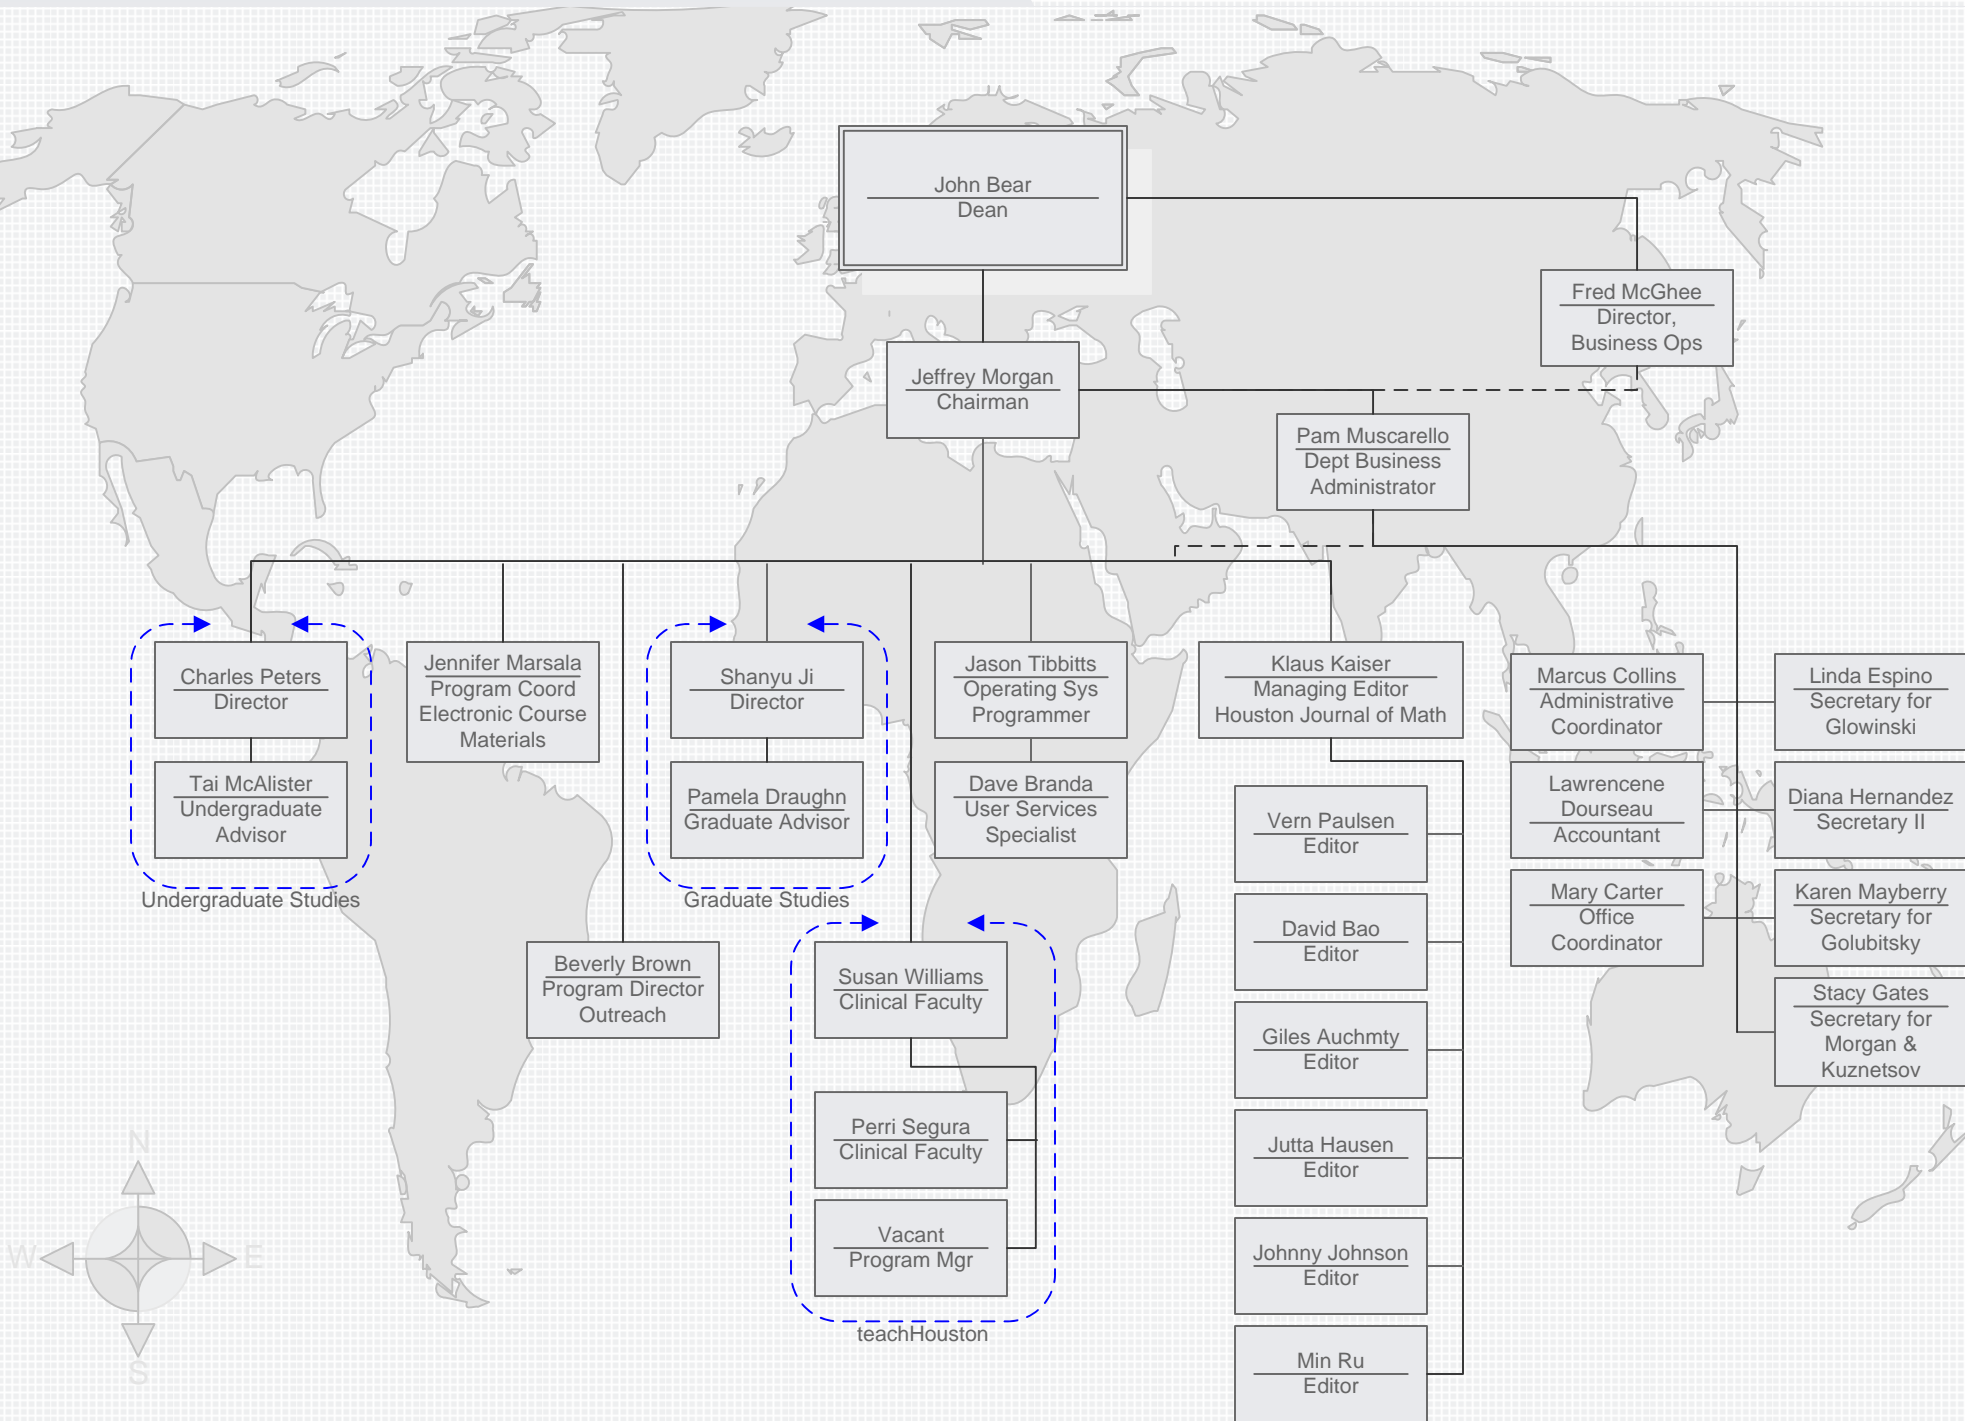 John Bear
Dean
Fred McGhee
Director,
Business Ops
Jeffrey Morgan
Chairman
Pam Muscarello
Dept Business
Administrator
Charles Peters
Director
Tai McAlister
Undergraduate
Advisor
Undergraduate Studies
Jennifer Marsala
Program Coord
Electronic Course
Materials
Beverly Brown
Program Director
Outreach
Shanyu Ji
Director
Pamela Draughn
Graduate Advisor
Graduate Studies
Susan Williams
Clinical Faculty
Perri Segura
Clinical Faculty
Vacant
Program Mgr
teachHouston
Jason Tibbitts
Operating Sys
Programmer
Dave Branda
User Services
Specialist
Klaus Kaiser
Managing Editor
Houston Journal of Math
Vern Paulsen
Editor
David Bao
Editor
Giles Auchmty
Editor
Jutta Hausen
Editor
Johnny Johnson
Editor
Min Ru
Editor
Marcus Collins
Administrative
Coordinator
Lawrencene
Dourseau
Accountant
Mary Carter
Office
Coordinator
Linda Espino
Secretary for
Glowinski
Diana Hernandez
Secretary II
Karen Mayberry
Secretary for
Golubitsky
Stacy Gates
Secretary for
Morgan &
Kuznetsov
N
W
E
S